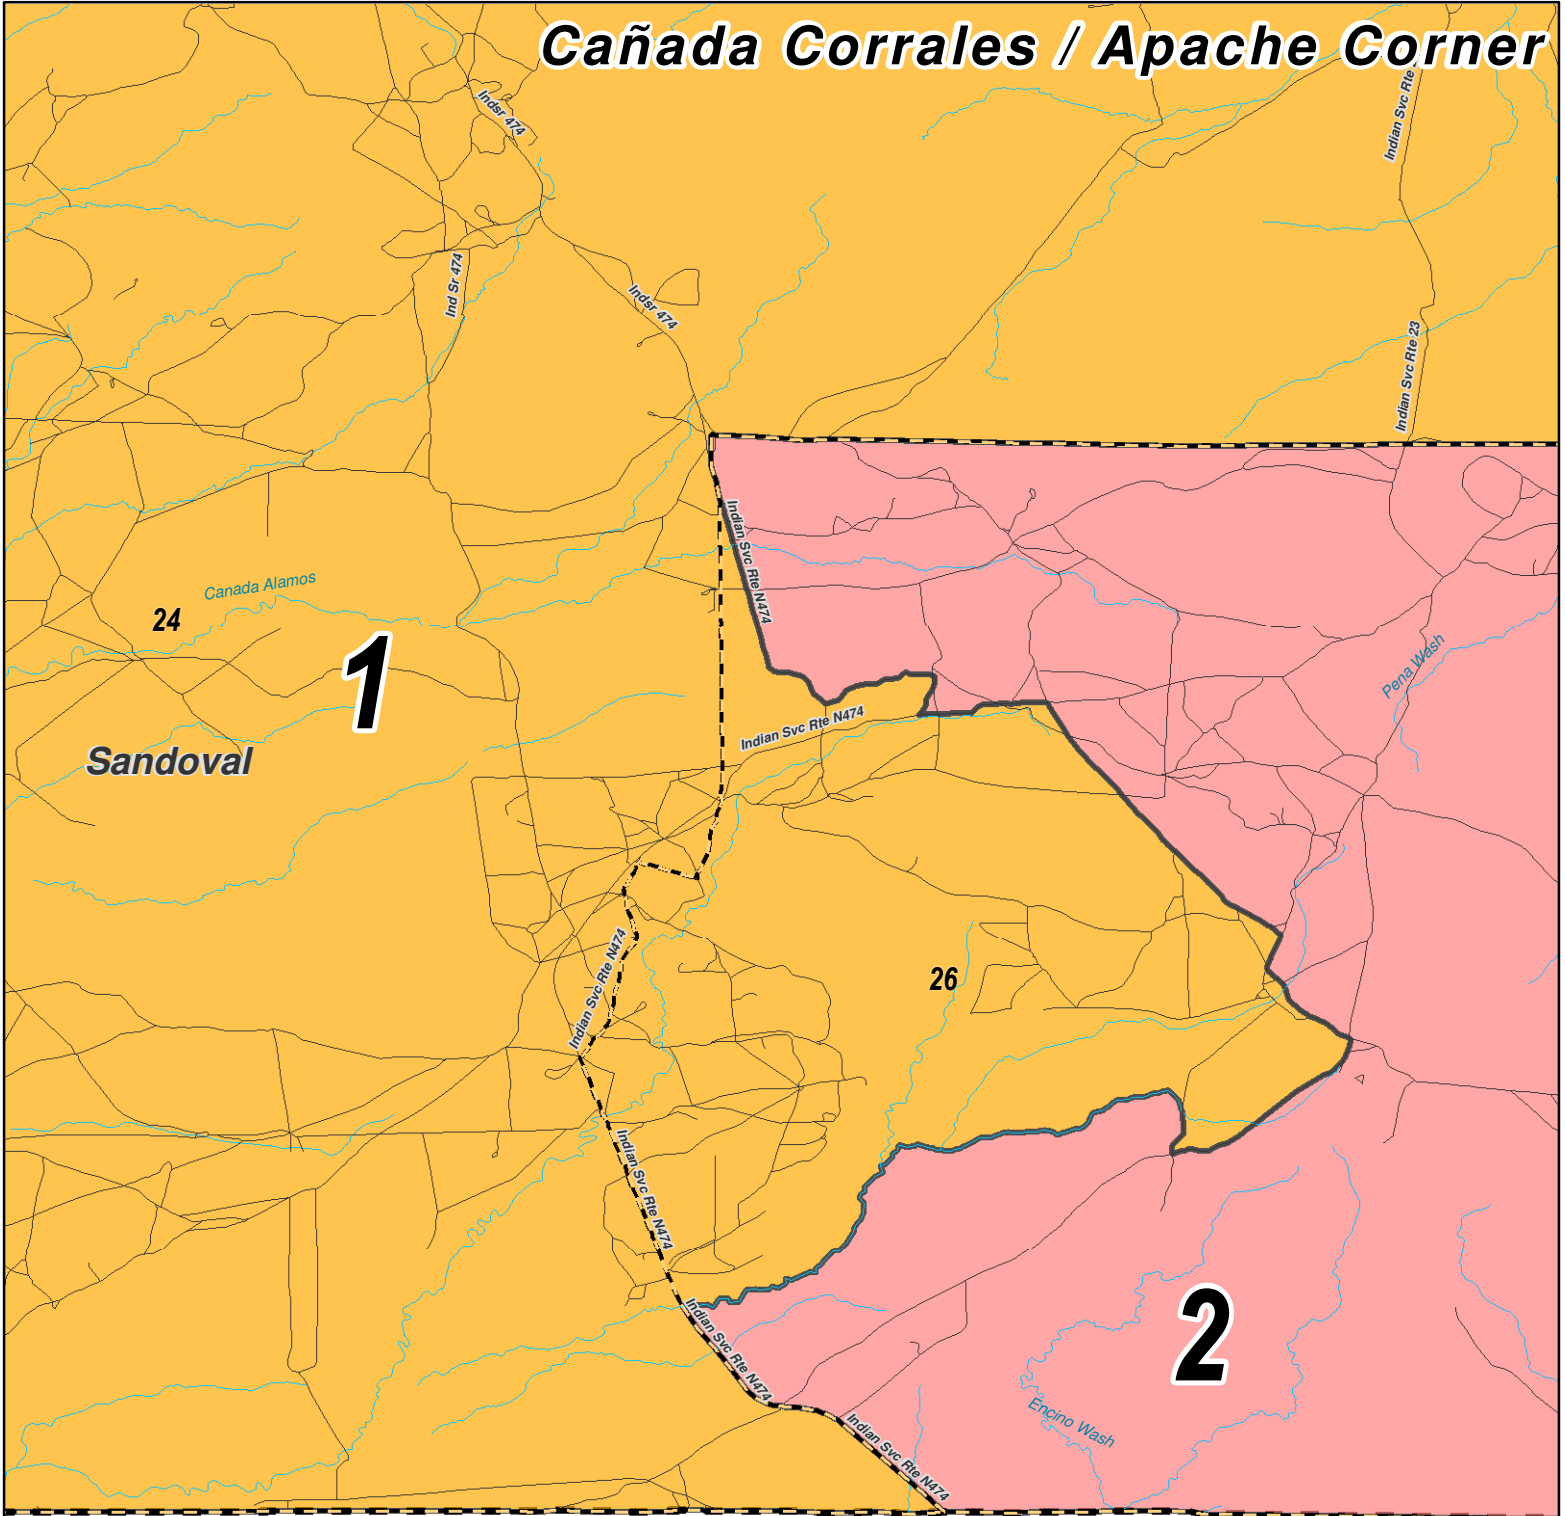 Cañada Corrales / Apache Corner
Indsr 474
Indian Svc Rte
Ind Sr 474
Indsr 474
Indian Svc Rte 23
Indian Svc Rte N474
Canada Alamos
24
1
Pena Wash
Indian Svc Rte N474
Sandoval
26
Indian Svc Rte N474
Indian Svc Rte N474
Indian Svc Rte N474
2
Encino Wash
Indian Svc Rte N474